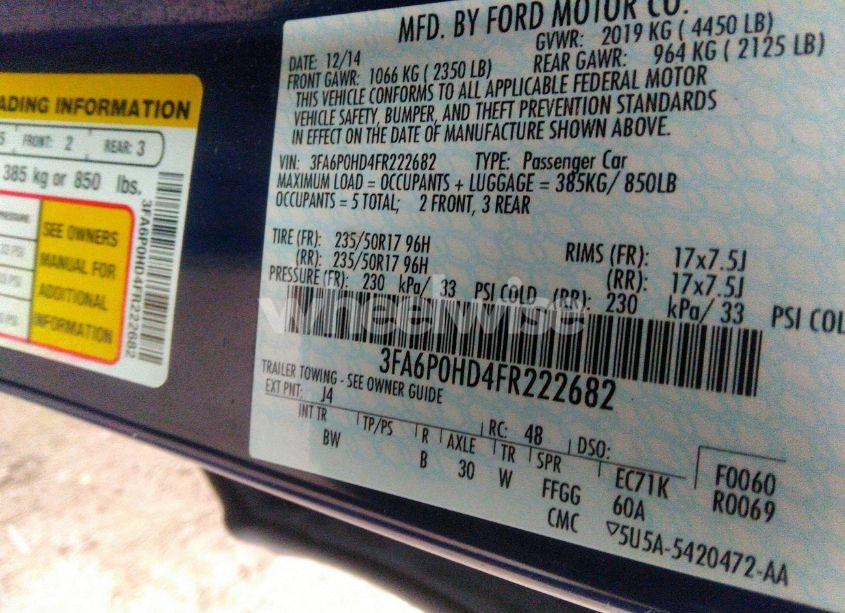 MFD. BY FORD MOTOR CO.
DATE: 12/14 GVWR: 2019 KG ( 4450 LB)
FRONT GAWR: 1066 KG ( 2350 LB) REAR GAWR: 964 KG ( 2125 LB)
THIS VEHICLE CONFORMS TO ALL APPLICABLE FEDERAL MOTOR
VEHICLE SAFETY, BUMPER, AND THEFT PREVENTION STANDARDS
IN EFFECT ON THE DATE OF MANUFACTURE SHOWN ABOVE.
VIN: 3FA6P0HD4FR222682 TYPE: Passenger Car
MAXIMUM LOAD = OCCUPANTS + LUGGAGE = 385KG/ 850LB
OCCUPANTS = 5 TOTAL; 2 FRONT, 3 REAR
TIRE (FR): 235/50R17 96H RIMS (FR): 17x7.5J
(RR): 235/50R17 96H (RR): 17x7.5J
PRESSURE (FR): 230 kPa/ 33 PSI COLD (RR): 230 kPa/ 33 PSI COL
3FA6P0HD4FR222682
TRAILER TOWING - SEE OWNER GUIDE
EXT PNT: J4 RC: 48 DSO:
INT TR TP/PS R AXLE TR SPR EC71K F0060
BW B 30 W FFGG 60A R0069
CMC 5U5A-5420472-AA
ADING INFORMATION
5 FRONT: 2 REAR: 3
385 kg or 850 lbs.
SEE OWNERS
MANUAL FOR
ADDITIONAL
INFORMATION
3FA6P0HD4FR222682
wheelwise